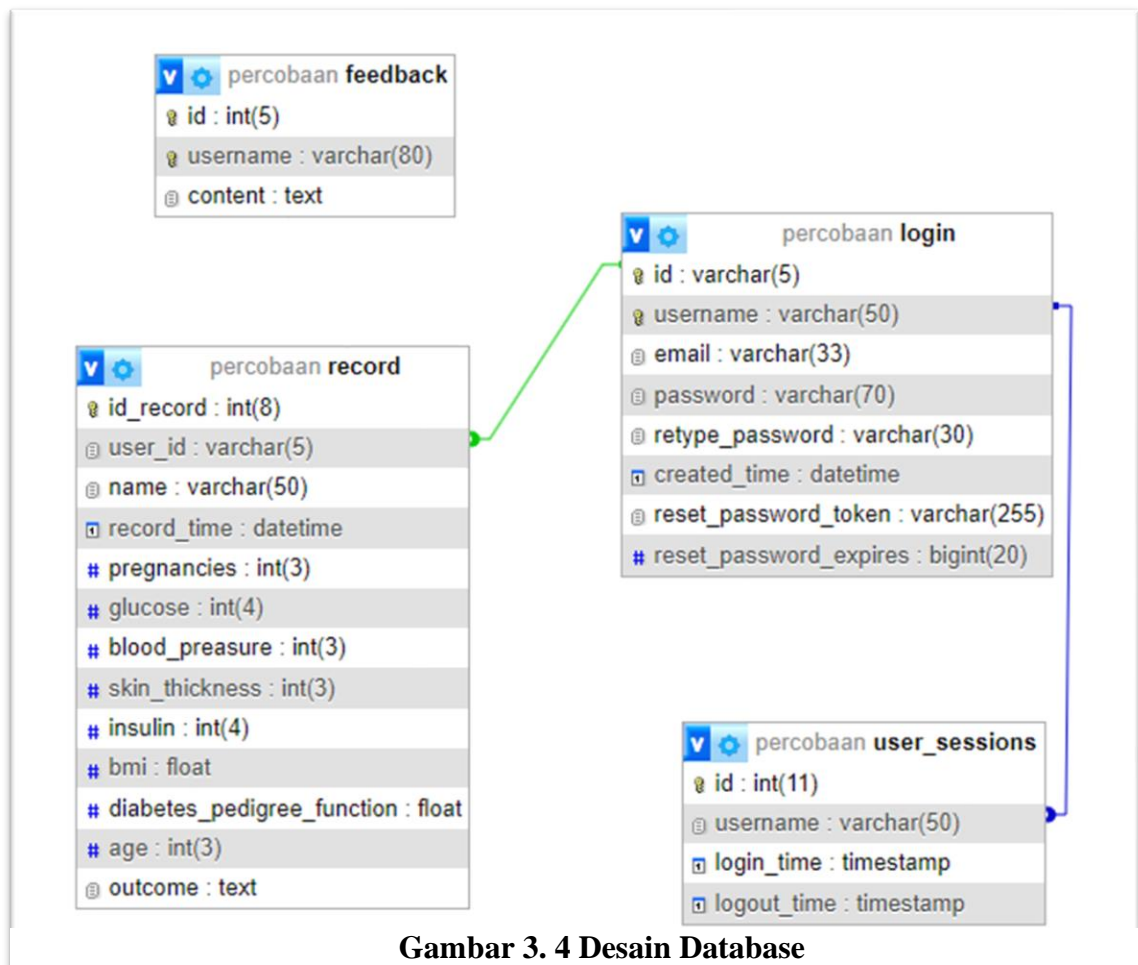 percobaan feedback
id : int(5)
username : varchar(80)
content : text
percobaan login
id : varchar(5)
username : varchar(50)
email : varchar(33)
password : varchar(70)
retype_password : varchar(30)
created_time : datetime
reset_password_token : varchar(255)
# reset_password_expires : bigint(20)
percobaan record
id_record : int(8)
user_id : varchar(5)
name : varchar(50)
record_time : datetime
# pregnancies : int(3)
# glucose : int(4)
# blood_preasure : int(3)
# skin_thickness : int(3)
# insulin : int(4)
# bmi : float
# diabetes_pedigree_function : float
# age : int(3)
outcome : text
percobaan user_sessions
id : int(11)
username : varchar(50)
login_time : timestamp
logout_time : timestamp
Gambar 3. 4 Desain Database